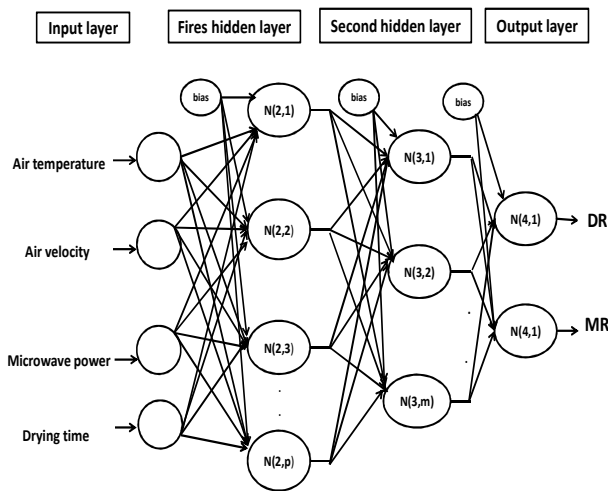 Input layer
Fires hidden layer
Second hidden layer
Output layer
bias
bias
bias
Air temperature
Air velocity
Microwave power
Drying time
N(2,1)
N(2,2)
N(2,3)
N(2,p)
N(3,1)
N(3,2)
N(3,m)
N(4,1)
N(4,1)
DR
MR